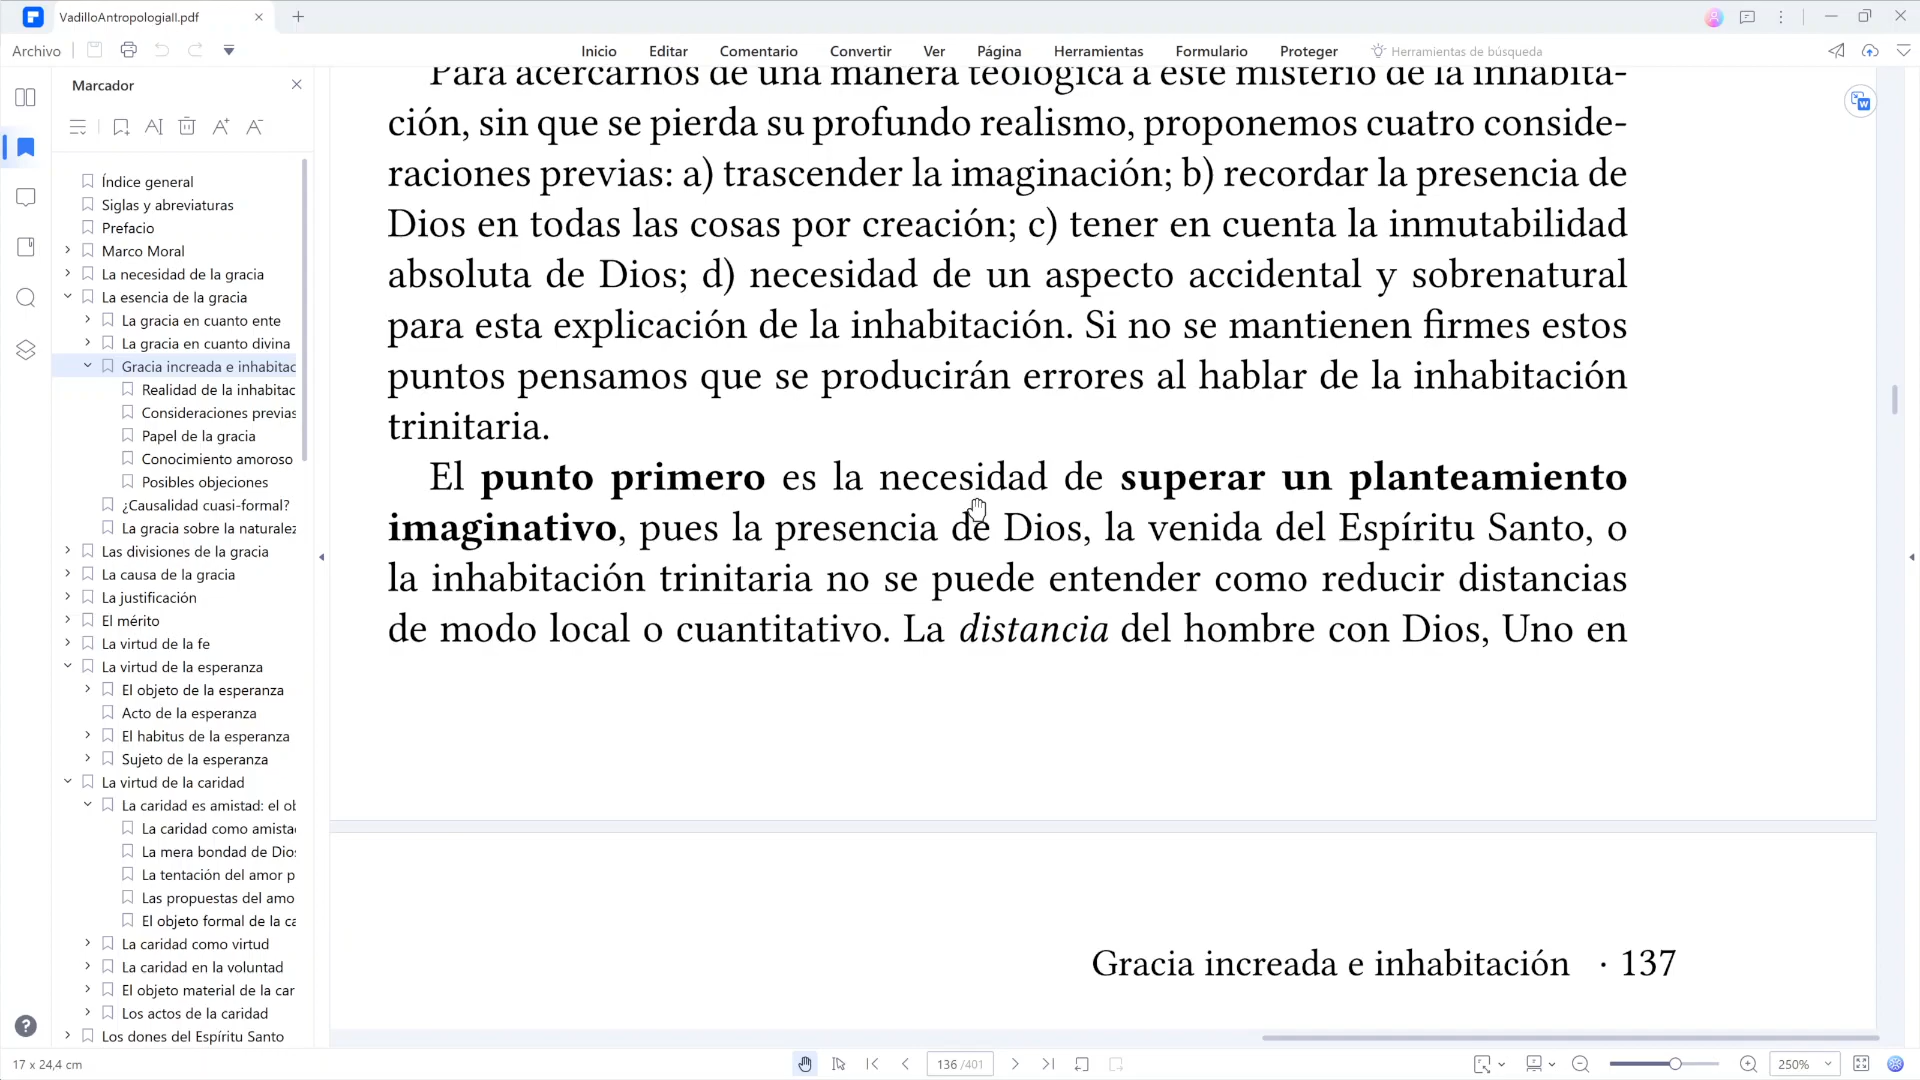 VadilloAntropologiaII.pdf
Archivo
Inicio
Editar
Comentario
Convertir
Ver
Página
Herramientas
Formulario
Proteger
Herramientas de búsqueda
Marcador
Índice general
Siglas y abreviaturas
Prefacio
Marco Moral
La necesidad de la gracia
La esencia de la gracia
La gracia en cuanto ente
La gracia en cuanto divina
Gracia increada e inhabitac
Realidad de la inhabitac
Consideraciones previas
Papel de la gracia
Conocimiento amoroso
Posibles objeciones
¿Causalidad cuasi-formal?
La gracia sobre la naturalez
Las divisiones de la gracia
La causa de la gracia
La justificación
El mérito
La virtud de la fe
La virtud de la esperanza
El objeto de la esperanza
Acto de la esperanza
El habitus de la esperanza
Sujeto de la esperanza
La virtud de la caridad
La caridad es amistad: el ob
La caridad como amistad
La mera bondad de Dios
La tentación del amor p
Las propuestas del amo
El objeto formal de la ca
La caridad como virtud
La caridad en la voluntad
El objeto material de la car
Los actos de la caridad
Los dones del Espíritu Santo
Para acercarnos de una manera teológica a este misterio de la inhabita-
ción, sin que se pierda su profundo realismo, proponemos cuatro conside-
raciones previas: a) trascender la imaginación; b) recordar la presencia de
Dios en todas las cosas por creación; c) tener en cuenta la inmutabilidad
absoluta de Dios; d) necesidad de un aspecto accidental y sobrenatural
para esta explicación de la inhabitación. Si no se mantienen firmes estos
puntos pensamos que se producirán errores al hablar de la inhabitación
trinitaria.
El punto primero es la necesidad de superar un planteamiento
imaginativo, pues la presencia de Dios, la venida del Espíritu Santo, o
la inhabitación trinitaria no se puede entender como reducir distancias
de modo local o cuantitativo. La distancia del hombre con Dios, Uno en
Gracia increada e inhabitación · 137
17 x 24,4 cm
136 /401
250%